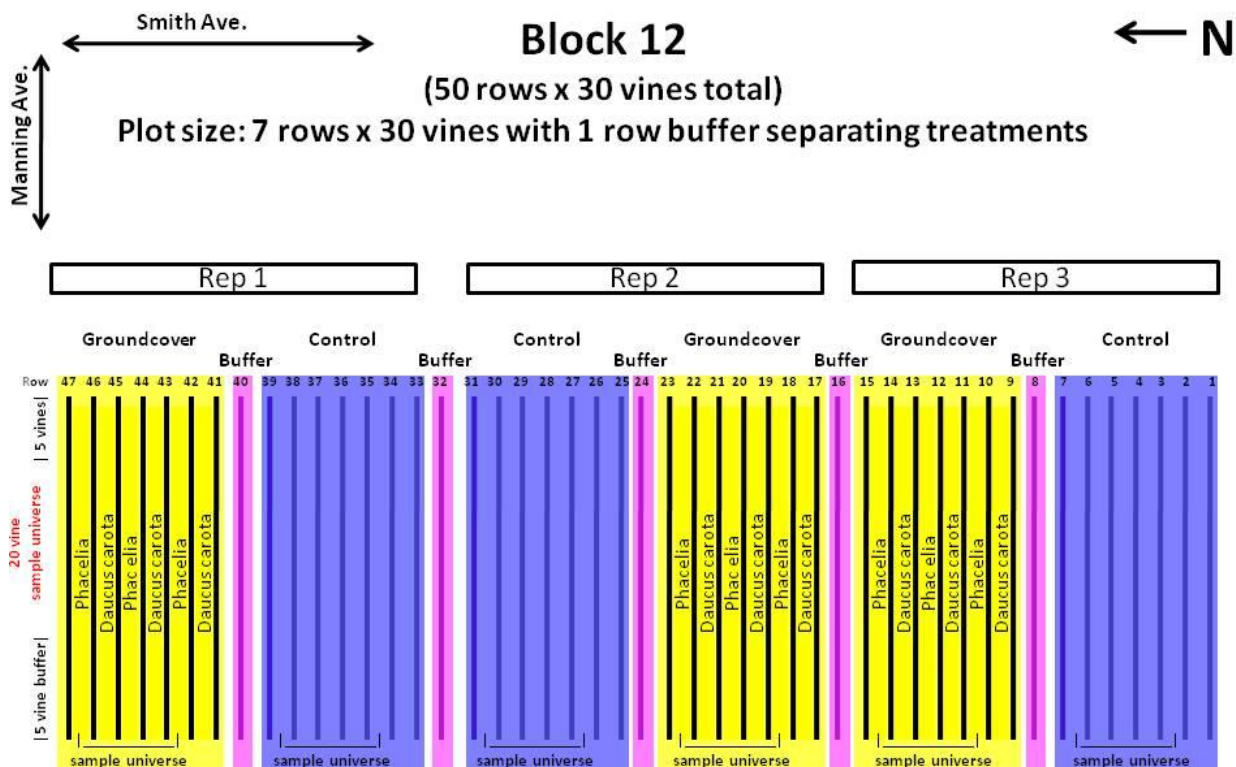 Smith Ave.
Manning Ave.
Block 12
N
(50 rows x 30 vines total)
Plot size: 7 rows x 30 vines with 1 row buffer separating treatments
Rep 1
Rep 2
Rep 3
Groundcover
Control
Control
Groundcover
Groundcover
Control
Buffer
Buffer
Buffer
Buffer
Buffer
Row 47 46 45 44 43 42 41 40 39 38 37 36 35 34 33 32 31 30 29 28 27 26 25 24 23 22 21 20 19 18 17 16 15 14 13 12 11 10 9 8 7 6 5 4 3 2 1
| 5 vines |
20 vine
sample universe
|5 vine buffer|
Phacelia
Daucus carota
Phac elia
Daucus carota
Phacelia
Daucus carota
Phacelia
Daucus carota
Phac elia
Daucus carota
Phacelia
Daucus carota
Phacelia
Daucus carota
Phac elia
Daucus carota
Phacelia
Daucus carota
sample universe
sample universe
sample universe
sample universe
sample universe
sample universe